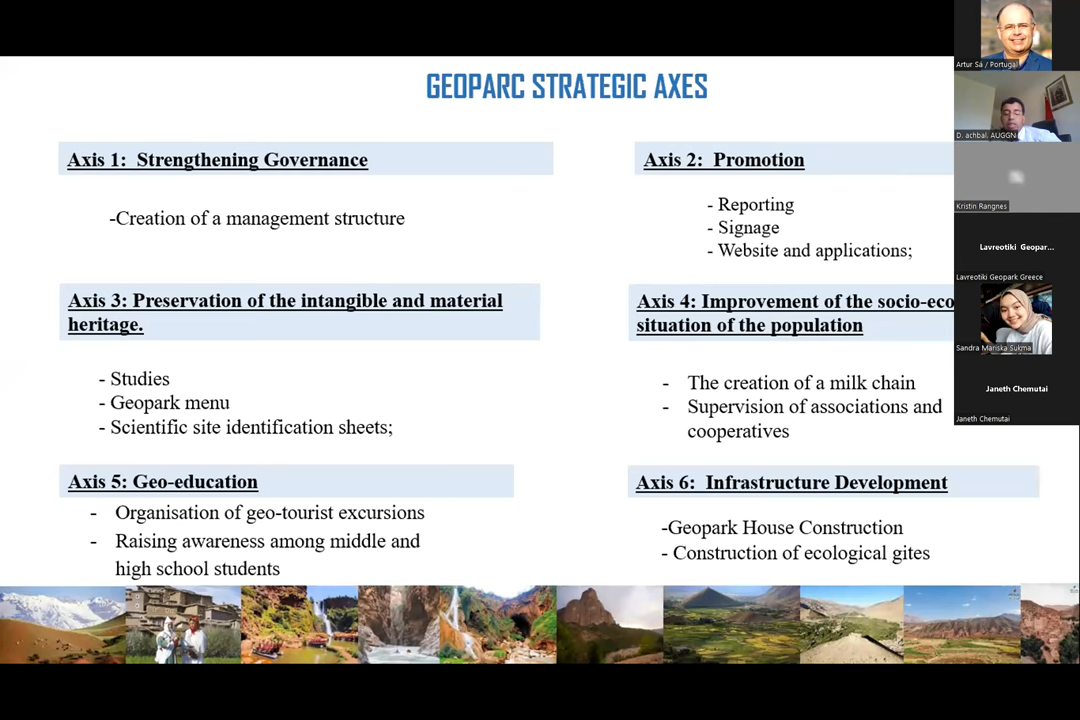 GEOPARC STRATEGIC AXES
Axis 1: Strengthening Governance
-Creation of a management structure
Axis 2: Promotion
- Reporting
- Signage
- Website and applications;
Axis 3: Preservation of the intangible and material
heritage.
- Studies
- Geopark menu
- Scientific site identification sheets;
Axis 4: Improvement of the socio-eco
situation of the population
- The creation of a milk chain
- Supervision of associations and
cooperatives
Axis 5: Geo-education
- Organisation of geo-tourist excursions
- Raising awareness among middle and
high school students
Axis 6: Infrastructure Development
-Geopark House Construction
- Construction of ecological gites
Artur Sá / Portugal
D. achbal. AUGGN
Kristin Rangnes
Lavreotiki Geopar...
Lavreotiki Geopark Greece
Sandra Mariska Sukma
Janeth Chemutai
Janeth Chemutai